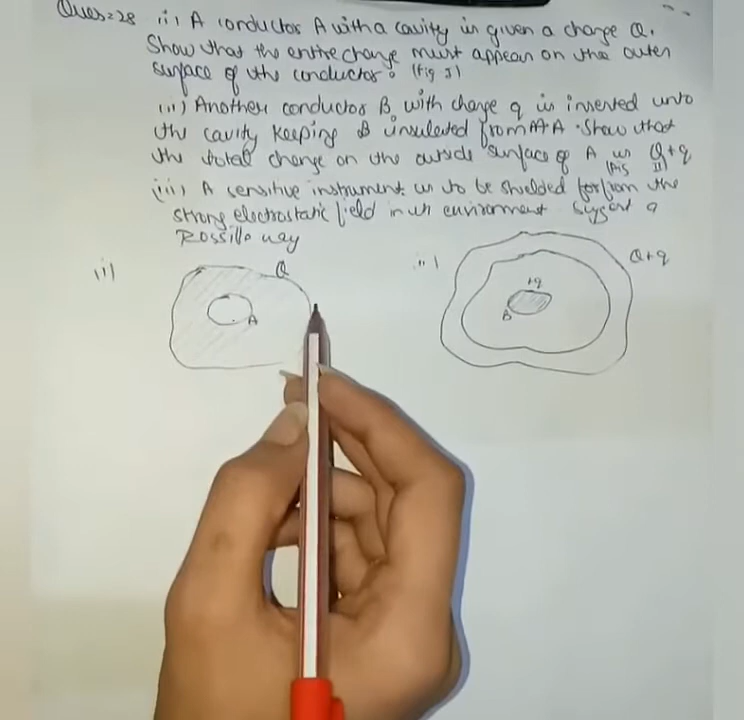 Ques=28 (i) A conductor A with a cavity is given a charge Q.
Show that the entire charge must appear on the outer
surface of the conductor. (fig I)
(ii) Another conductor B with charge q is inserted unto
the cavity keeping B insulated from A. Show that
the total charge on the outside surface of A is Q+q
(fig II)
(iii) A sensitive instrument is to be shielded from the
strong electrostatic field in its environment suggest a
Possible way
(i) Q
A
ii) Q+q
+q
B